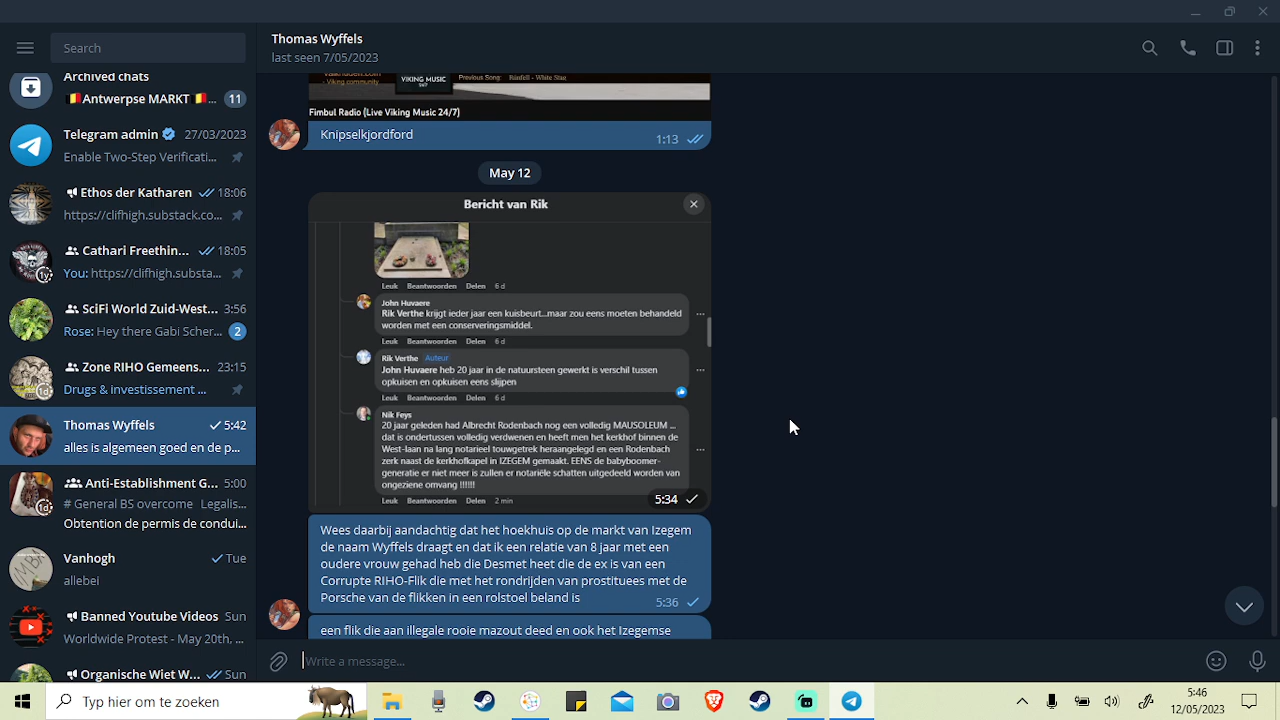 Search
Thomas Wyffels
last seen 7/05/2023
Archived chats
Antwerpse MARKT ... 11
Telegram admin 27/03/2023
Enable Two-Step Verificati...
Ethos der Katharen 18:06
https://clifhigh.substack.co...
Cathari Freethin... 18:05
You: https://clifhigh.substa...
SciFi World Zuid-West... 3:56
Rose: Hey there Gabi Scher... 2
Zone RIHO Gemeens... 23:15
Drugs & investissement ...
Thomas Wyffels 5:42
alles is algemeen goed de p...
Anti-Establishment G... 5:00
# General BS overcome Legalis...
Obtention de permis de condui...
Vanhogh Tue
allebei
Banned Youtube Videos Sun
Worldwide Protest - May 20th, ...
Organische Wiet W... Sun
- Viking community
VIKING MUSIC
24/7
Previous Song:
Fimbul Radio (Live Viking Music 24/7)
Knipselkjordford
1:13
May 12
Bericht van Rik
Leuk Beantwoorden Delen 6 d
John Huvaere
Rik Verthe krijgt ieder jaar een kuisbeurt...maar zou eens moeten behandeld
worden met een conserveringsmiddel.
Leuk Beantwoorden Delen 6 d
Rik Verthe Auteur
John Huvaere heb 20 jaar in de natuursteen gewerkt is verschil tussen
opkuisen en opkuisen eens slijpen
Leuk Beantwoorden Delen 6 d
Nik Feys
20 jaar geleden had Albrecht Rodenbach nog een volledig MAUSOLEUM ...
dat is ondertussen volledig verdwenen en heeft men het kerkhof binnen de
West-laan na lang notarieel touwgetrek heraangelegd en een Rodenbach
zerk naast de kerkhofkapel in IZEGEM gemaakt. EENS de babyboomer-
generatie er niet meer is zullen er notariële schatten uitgedeeld worden van
ongeziene omvang !!!!!!
Leuk Beantwoorden Delen 2 min
5:34
Wees daarbij aandachtig dat het hoekhuis op de markt van Izegem
de naam Wyffels draagt en dat ik een relatie van 8 jaar met een
oudere vrouw gehad heb die Desmet heet die de ex is van een
Corrupte RIHO-Flik die met het rondrijden van prostituees met de
Porsche van de flikken in een rolstoel beland is
5:36
een flik die aan illegale rooie mazout deed en ook het Izegemse
Write a message...
Typ hier om te zoeken
5:46
12/05/2023